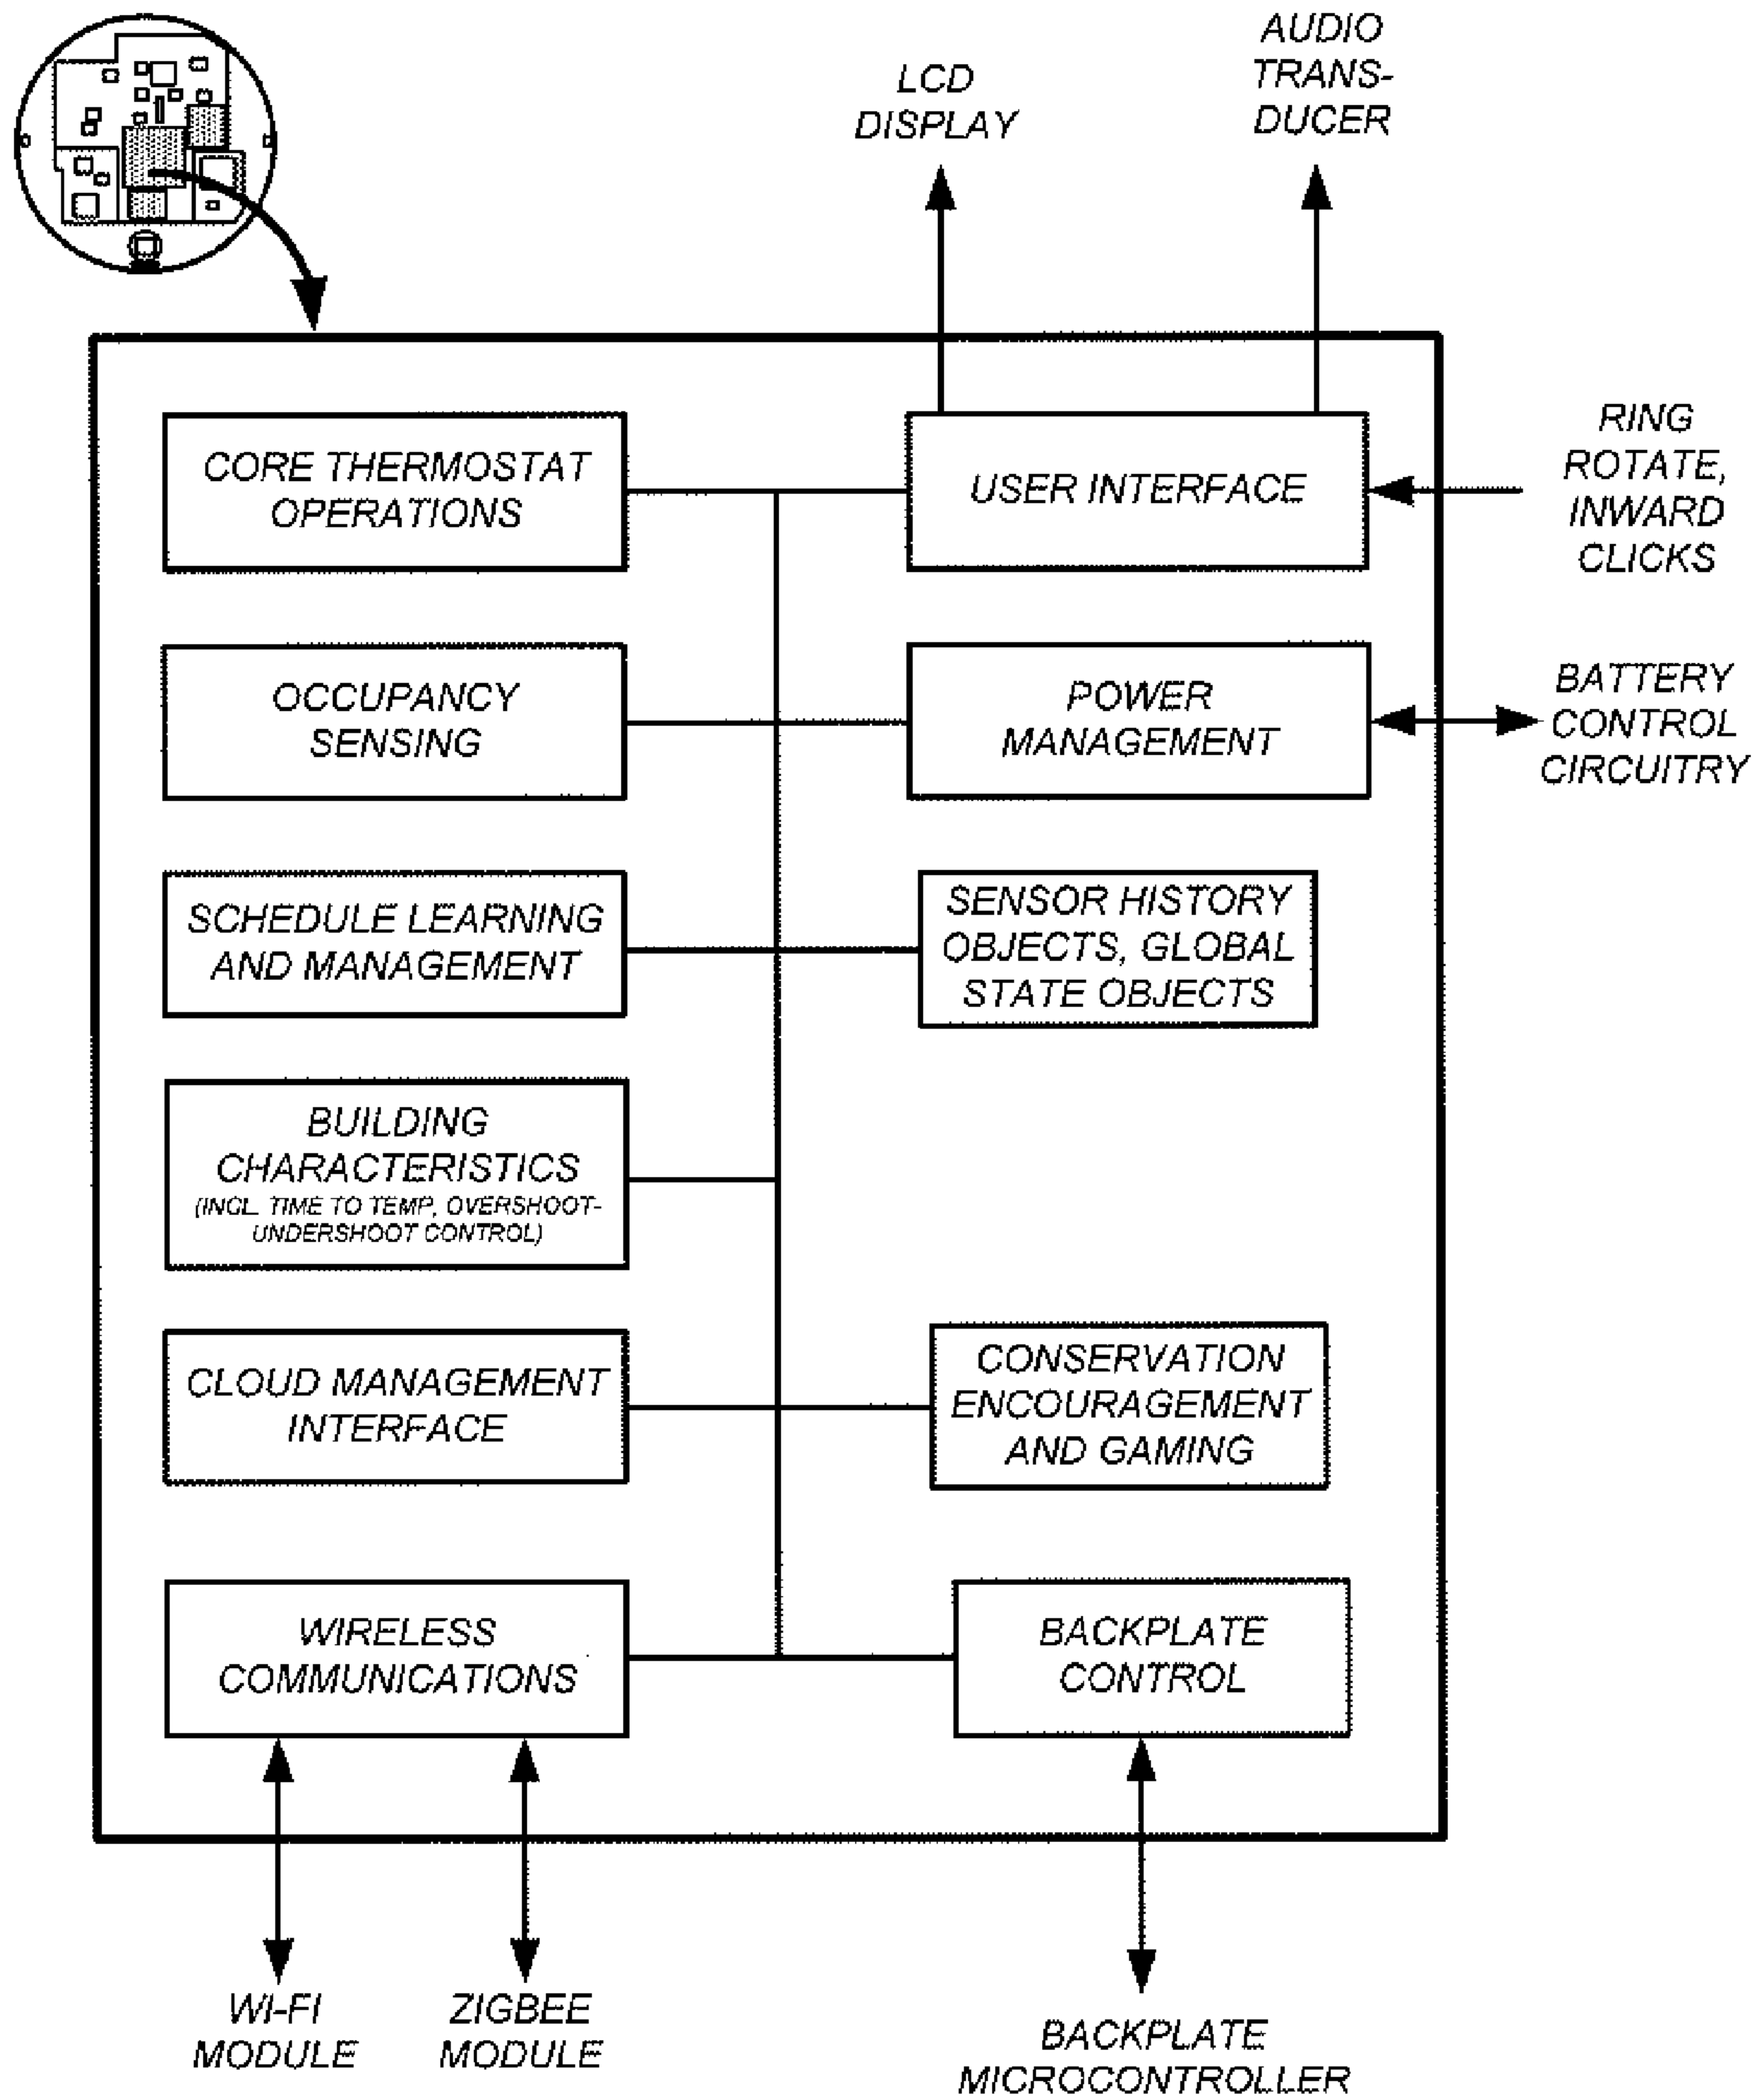 LCD
DISPLAY
AUDIO
TRANS-
DUCER
CORE THERMOSTAT
OPERATIONS
USER INTERFACE
RING
ROTATE,
INWARD
CLICKS
OCCUPANCY
SENSING
POWER
MANAGEMENT
BATTERY
CONTROL
CIRCUITRY
SCHEDULE LEARNING
AND MANAGEMENT
SENSOR HISTORY
OBJECTS, GLOBAL
STATE OBJECTS
BUILDING
CHARACTERISTICS
(INCL. TIME TO TEMP, OVERSHOOT-
UNDERSHOOT CONTROL)
CLOUD MANAGEMENT
INTERFACE
CONSERVATION
ENCOURAGEMENT
AND GAMING
WIRELESS
COMMUNICATIONS
BACKPLATE
CONTROL
WI-FI
MODULE
ZIGBEE
MODULE
BACKPLATE
MICROCONTROLLER